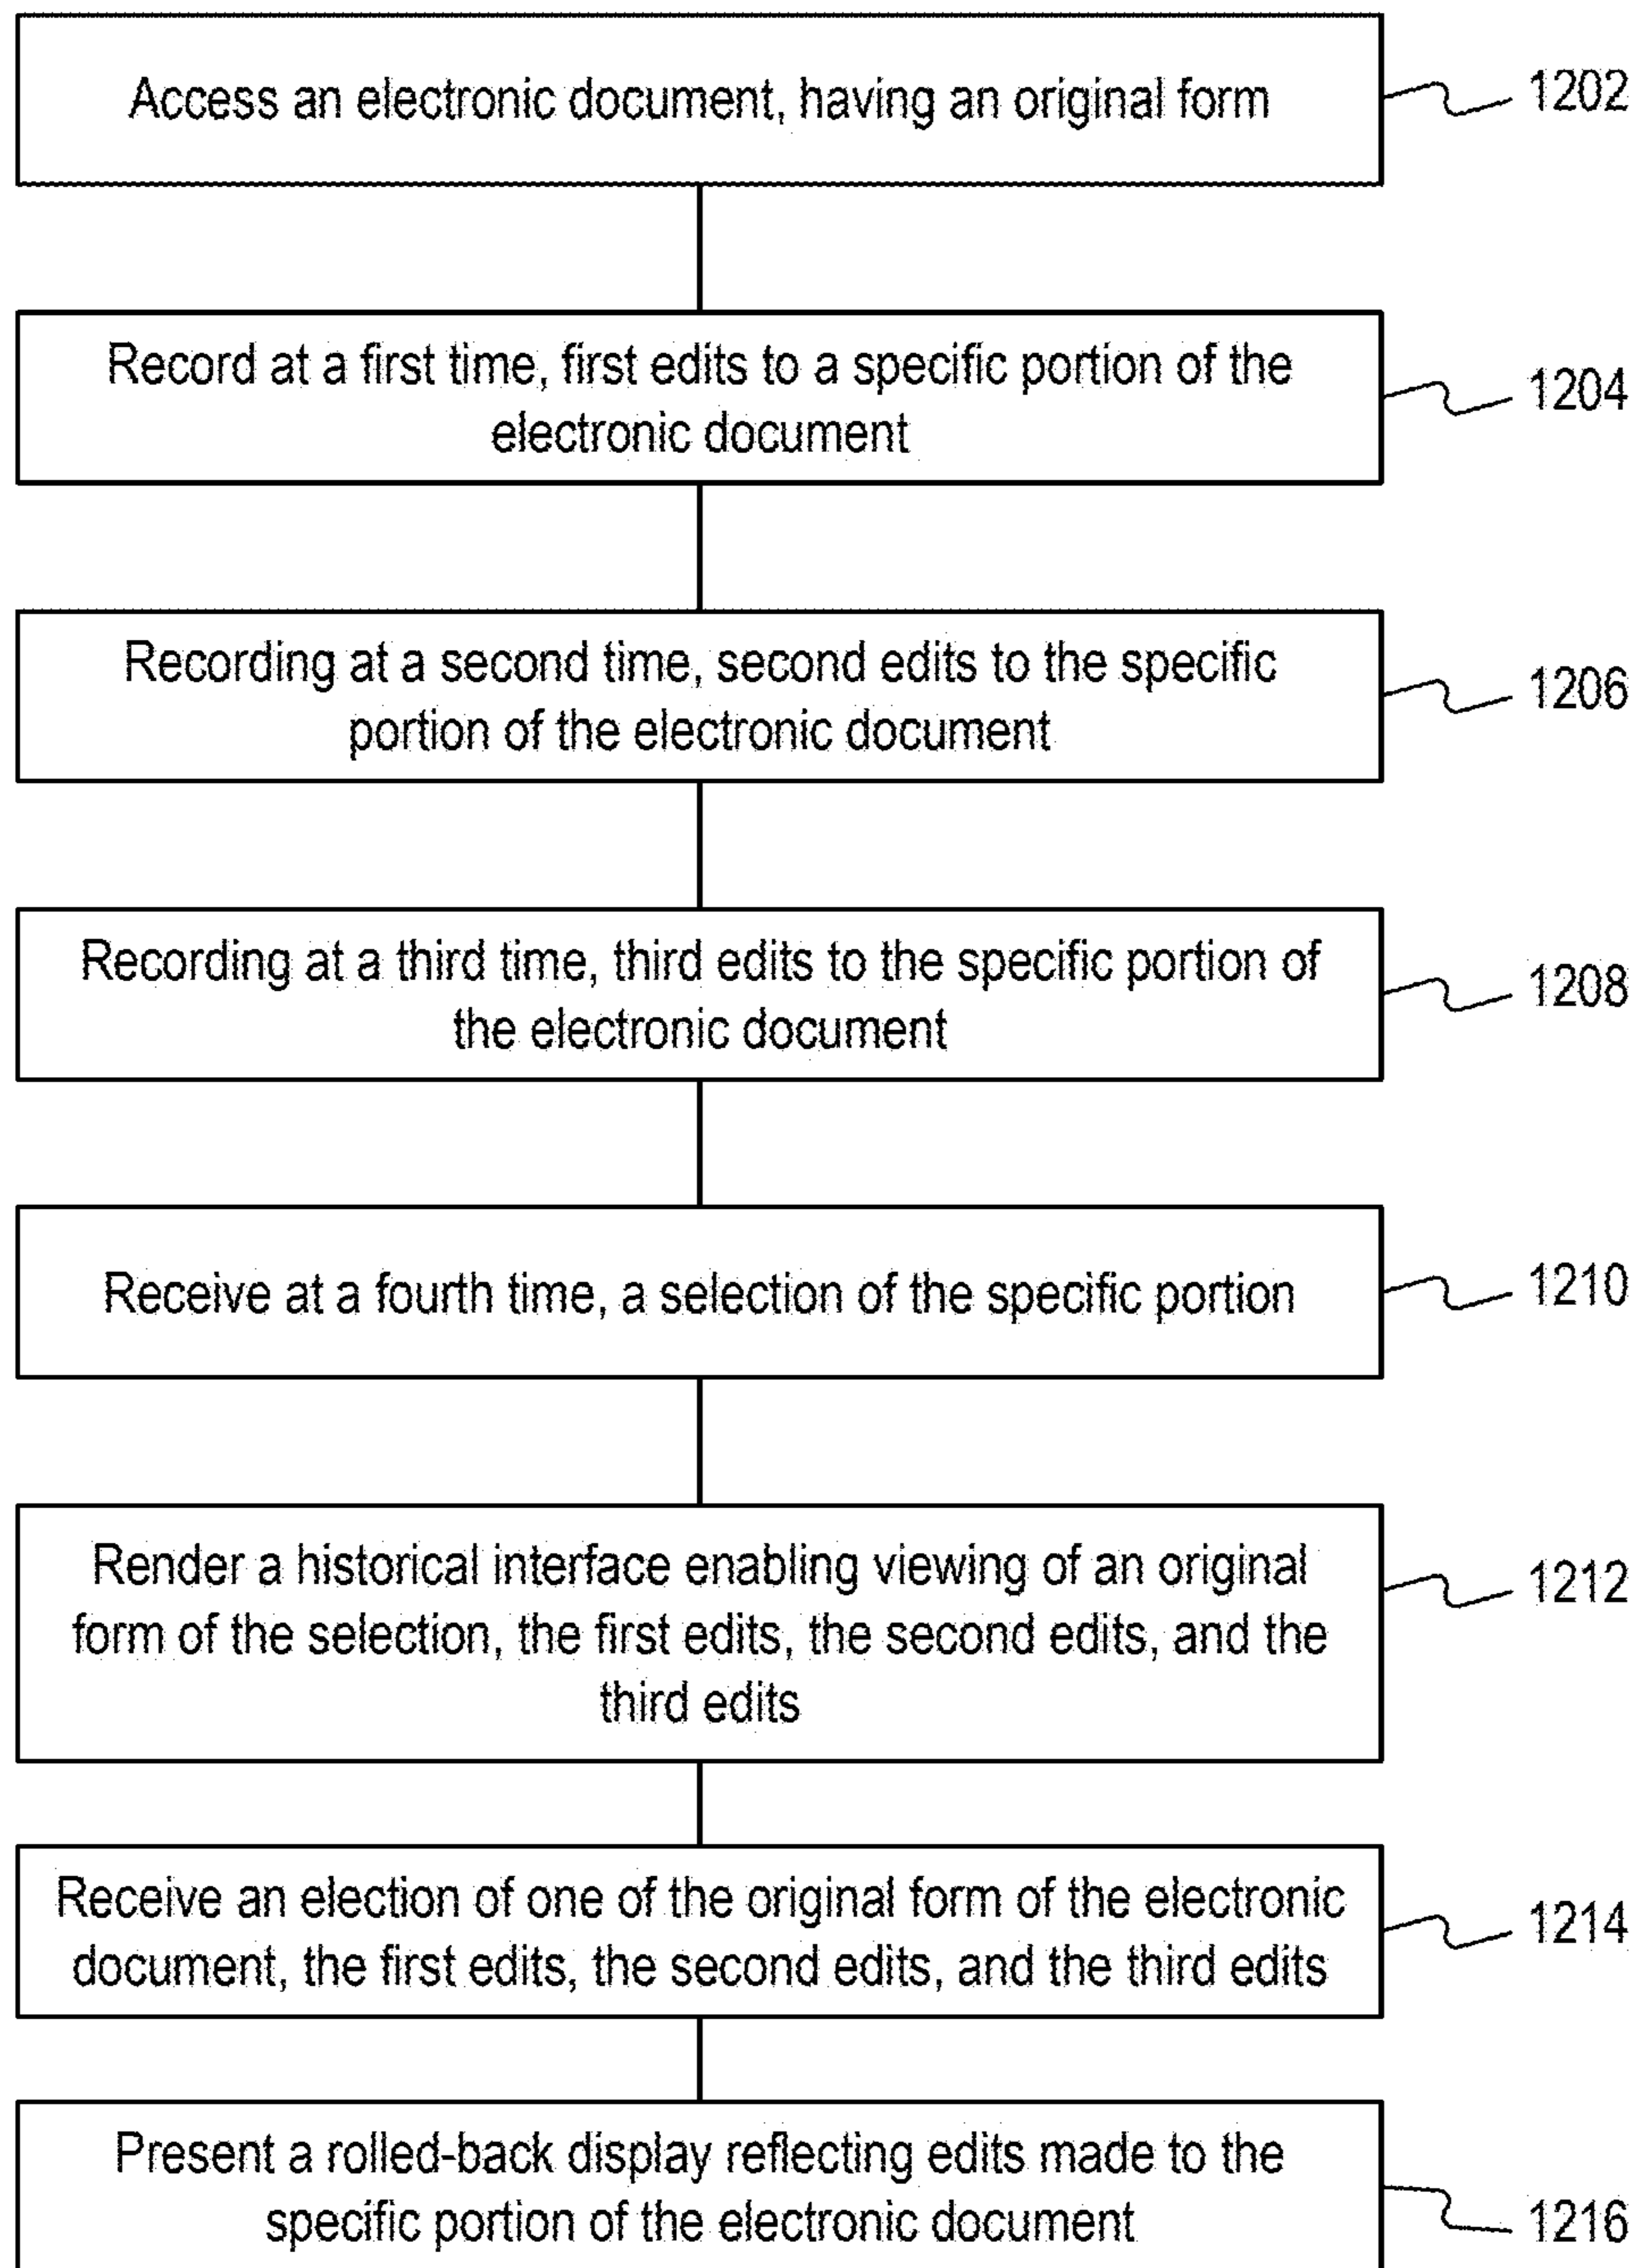 Access an electronic document, having an original form
1202
Record at a first time, first edits to a specific portion of the
electronic document
1204
Recording at a second time, second edits to the specific
portion of the electronic document
1206
Recording at a third time, third edits to the specific portion of
the electronic document
1208
Receive at a fourth time, a selection of the specific portion
1210
Render a historical interface enabling viewing of an original
form of the selection, the first edits, the second edits, and the
third edits
1212
Receive an election of one of the original form of the electronic
document, the first edits, the second edits, and the third edits
1214
Present a rolled-back display reflecting edits made to the
specific portion of the electronic document
1216